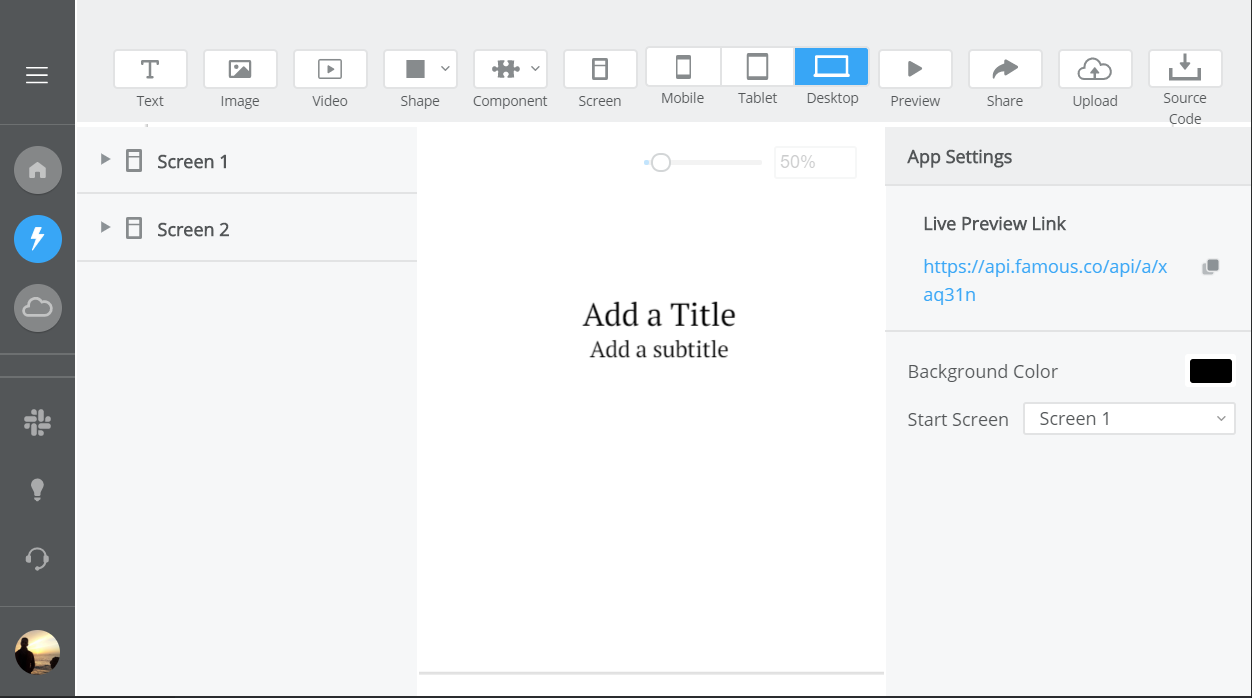 Text Image Video Shape Component Screen Mobile Tablet Desktop Preview Share Upload Source
Code
Screen 1
Screen 2
50%
Add a Title
Add a subtitle
App Settings
Live Preview Link
https://api.famous.co/api/a/x
aq31n
Background Color
Start Screen Screen 1